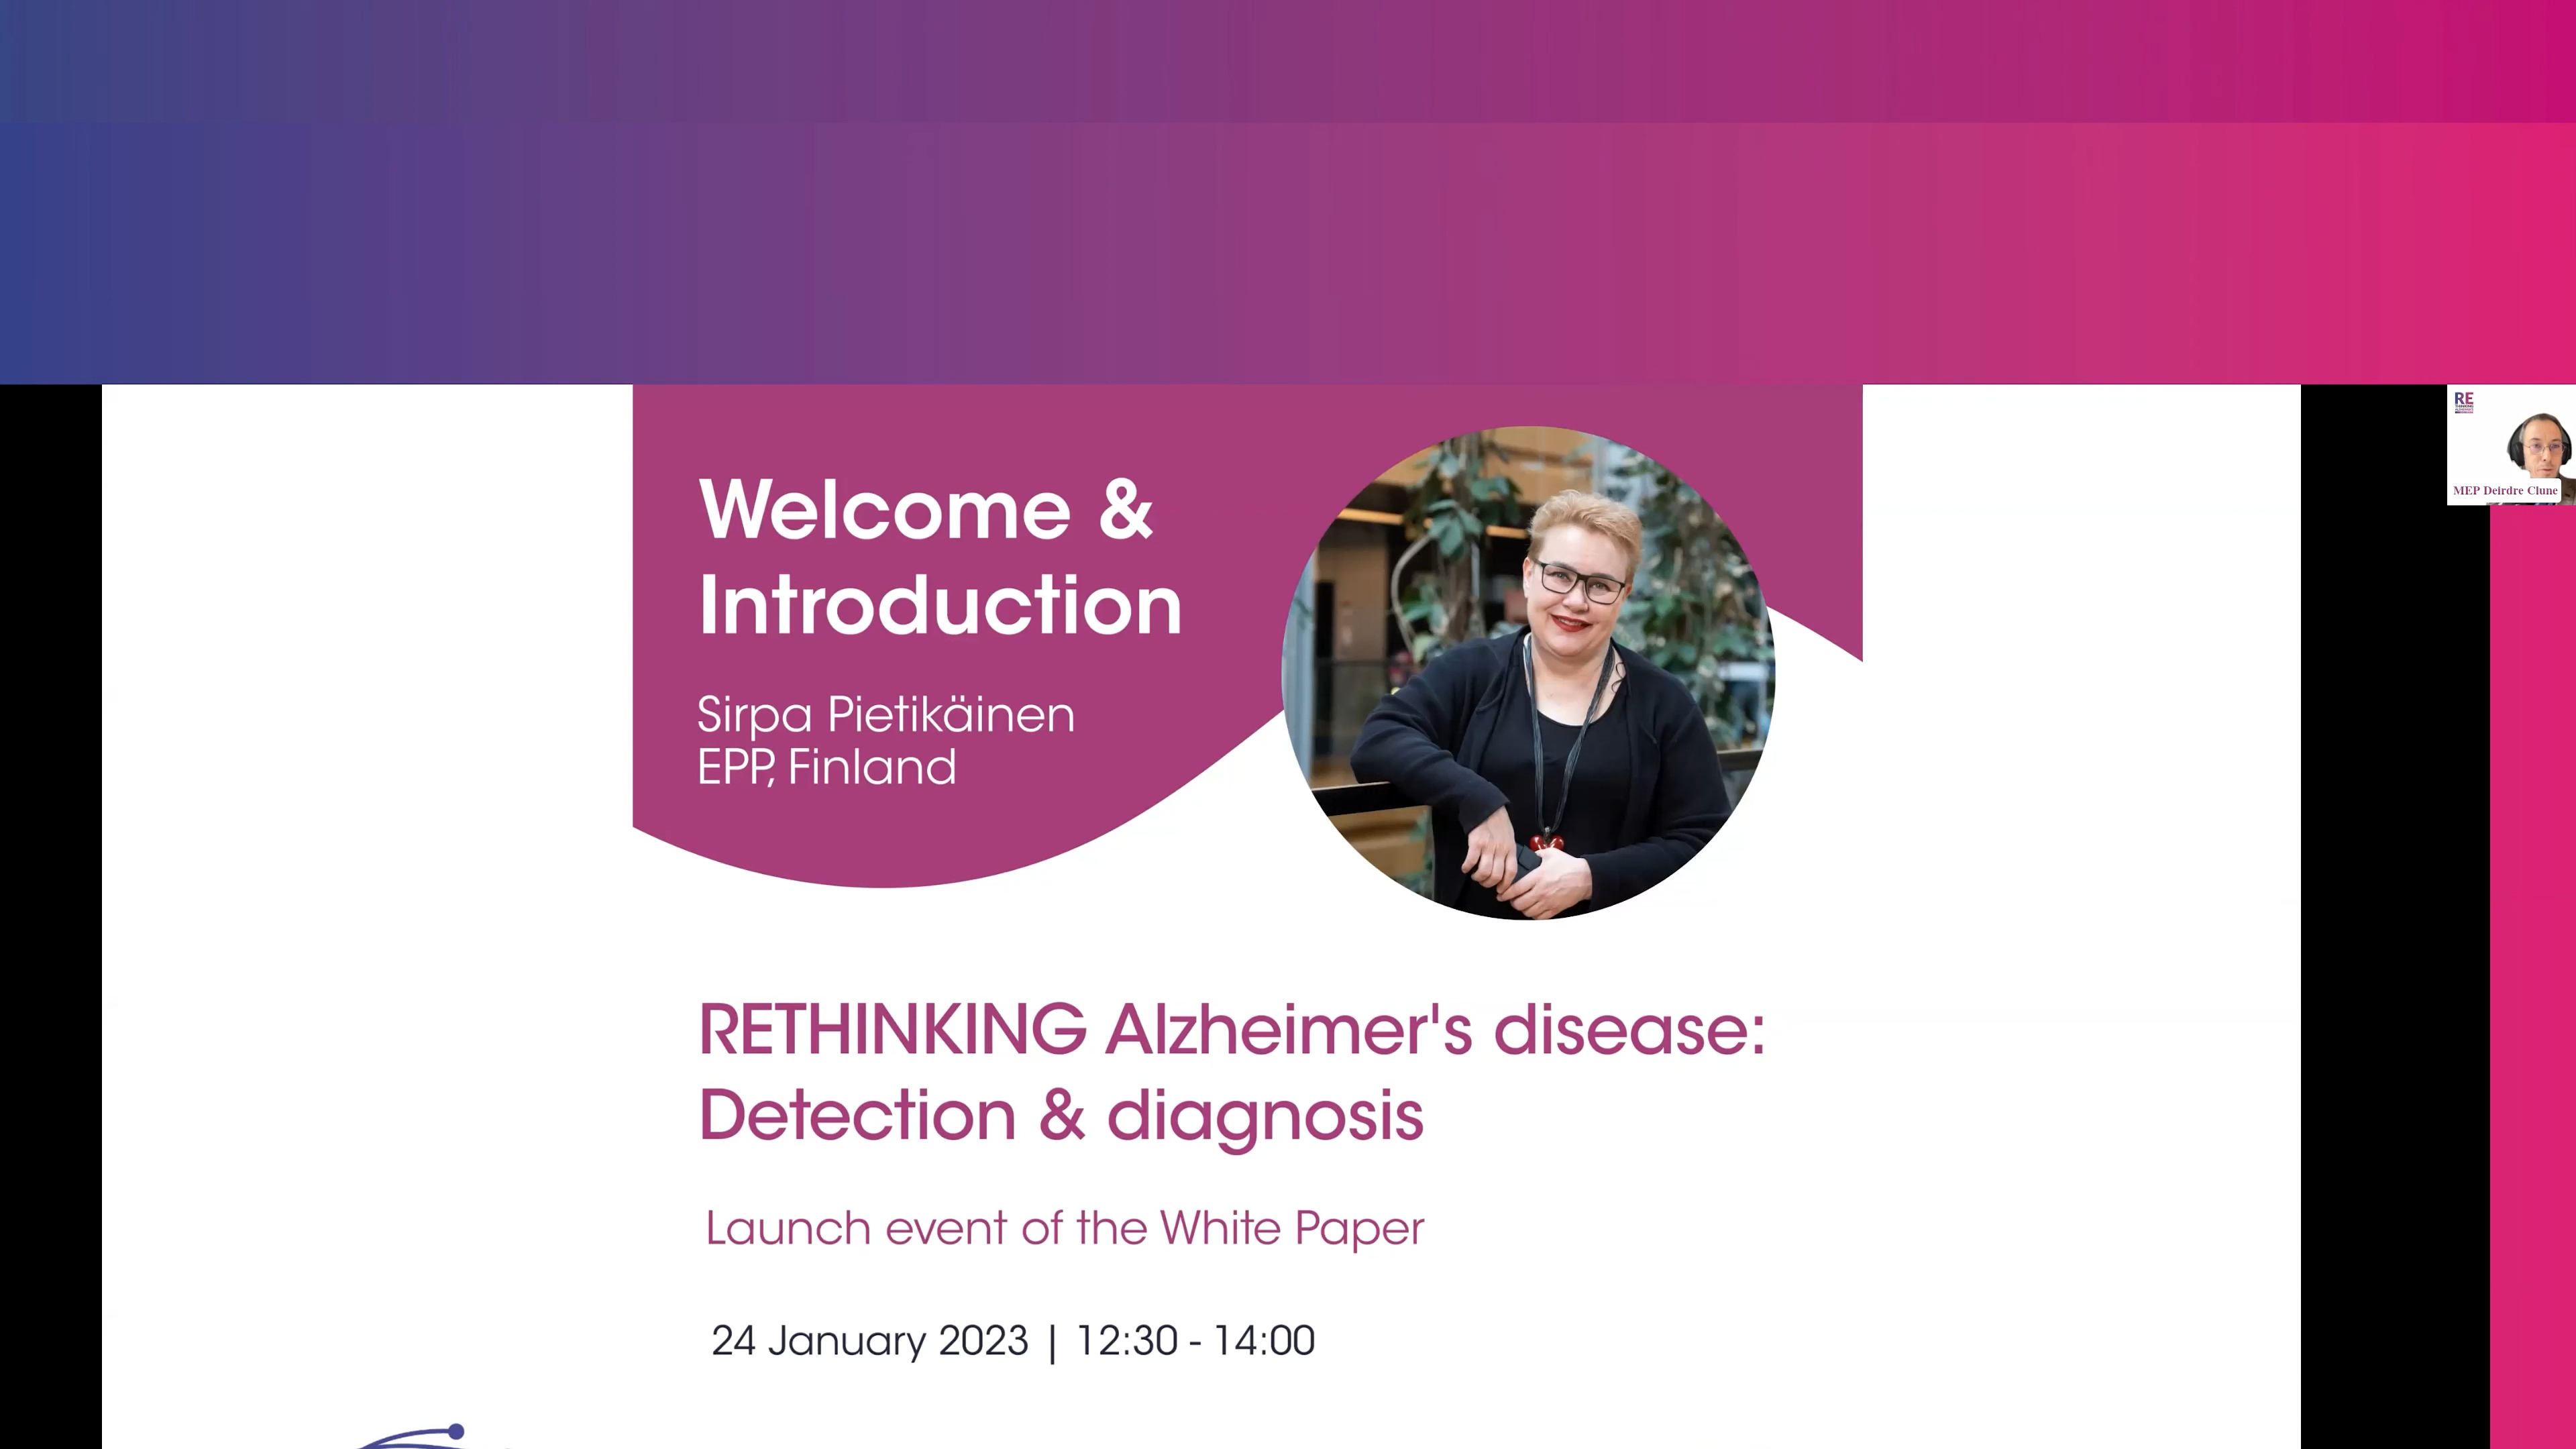 Welcome &
Introduction
Sirpa Pietikäinen
EPP, Finland
RE
MEP Deirdre Clune
RETHINKING Alzheimer's disease:
Detection & diagnosis
Launch event of the White Paper
24 January 2023 | 12:30 - 14:00